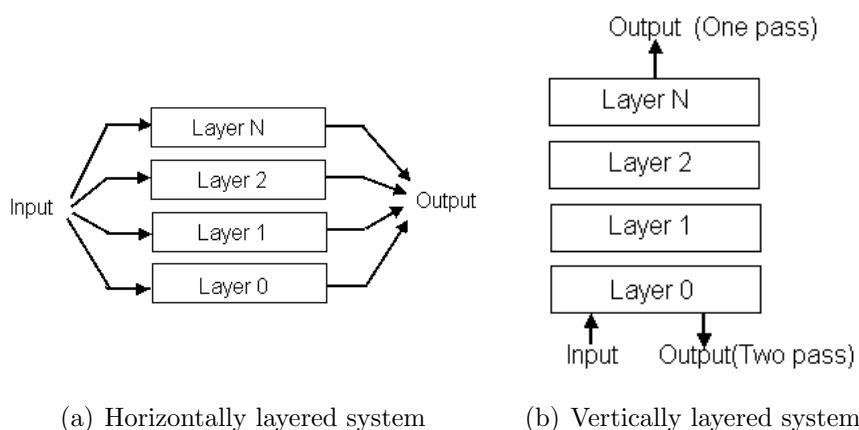 Layer N
Layer 2
Input
Output
Layer 1
Layer 0
(a) Horizontally layered system
Output (One pass)
Layer N
Layer 2
Layer 1
Layer 0
Input
Output(Two pass)
(b) Vertically layered system